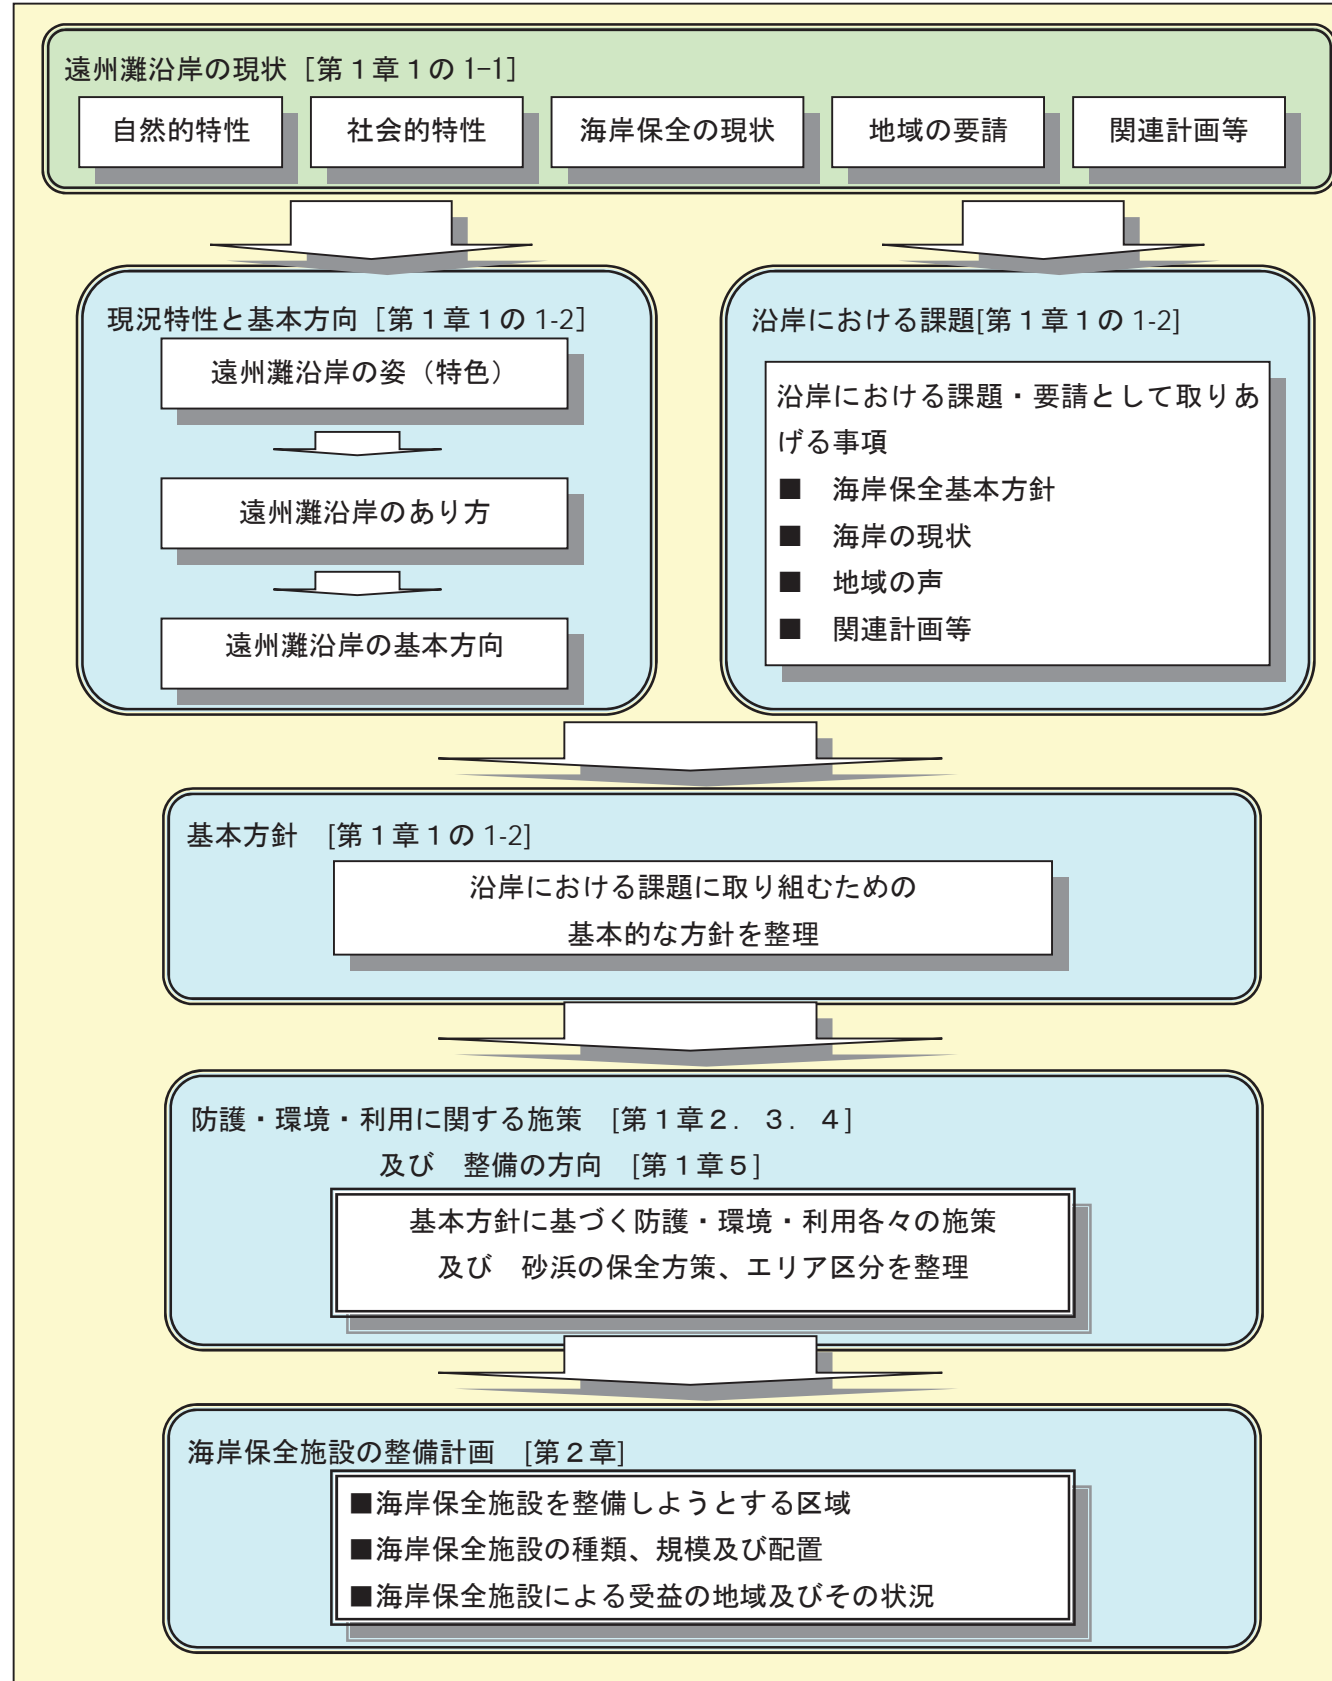 遠州灘沿岸の現状［第１章１の 1-1］
自然的特性
社会的特性
海岸保全の現状
地域の要請
関連計画等
現況特性と基本方向［第１章１の 1-2］
遠州灘沿岸の姿（特色）
遠州灘沿岸のあり方
遠州灘沿岸の基本方向
沿岸における課題[第１章１の 1-2]
沿岸における課題・要請として取りあ
げる事項
■　海岸保全基本方針
■　海岸の現状
■　地域の声
■　関連計画等
基本方針　[第１章１の 1-2]
沿岸における課題に取り組むための
基本的な方針を整理
防護・環境・利用に関する施策　[第１章２．３．４]
及び　整備の方向　[第１章５]
基本方針に基づく防護・環境・利用各々の施策
及び　砂浜の保全方策、エリア区分を整理
海岸保全施設の整備計画　[第２章]
■海岸保全施設を整備しようとする区域
■海岸保全施設の種類、規模及び配置
■海岸保全施設による受益の地域及びその状況